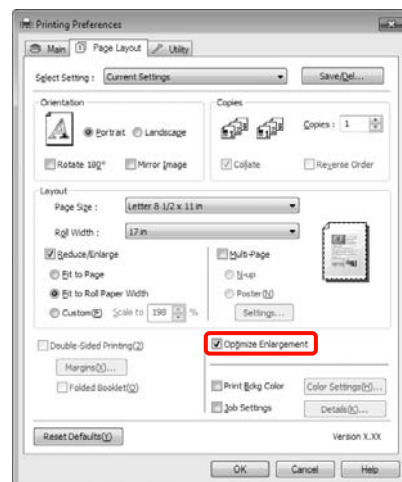 Printing Preferences
Main Page Layout Utility
Select Setting : Current Settings Save/Del...
Orientation Copies
Portrait Landscape Copies : 1
Rotate 180° Mirror Image Collate Reverse Order
Layout
Page Size : Letter 8 1/2 x 11 in
Roll Width : 17 in
Reduce/Enlarge Multi-Page
Fit to Page N-up
Fit to Roll Paper Width Poster(N)
Custom(F) Scale to 198 % Settings...
Double-Sided Printing(2) Optimize Enlargement
Margins(X)...
Folded Booklet(Q) Print Bckg Color Color Settings(H)...
Job Settings Details(K)...
Reset Defaults(Y) Version X.XX
OK Cancel Help